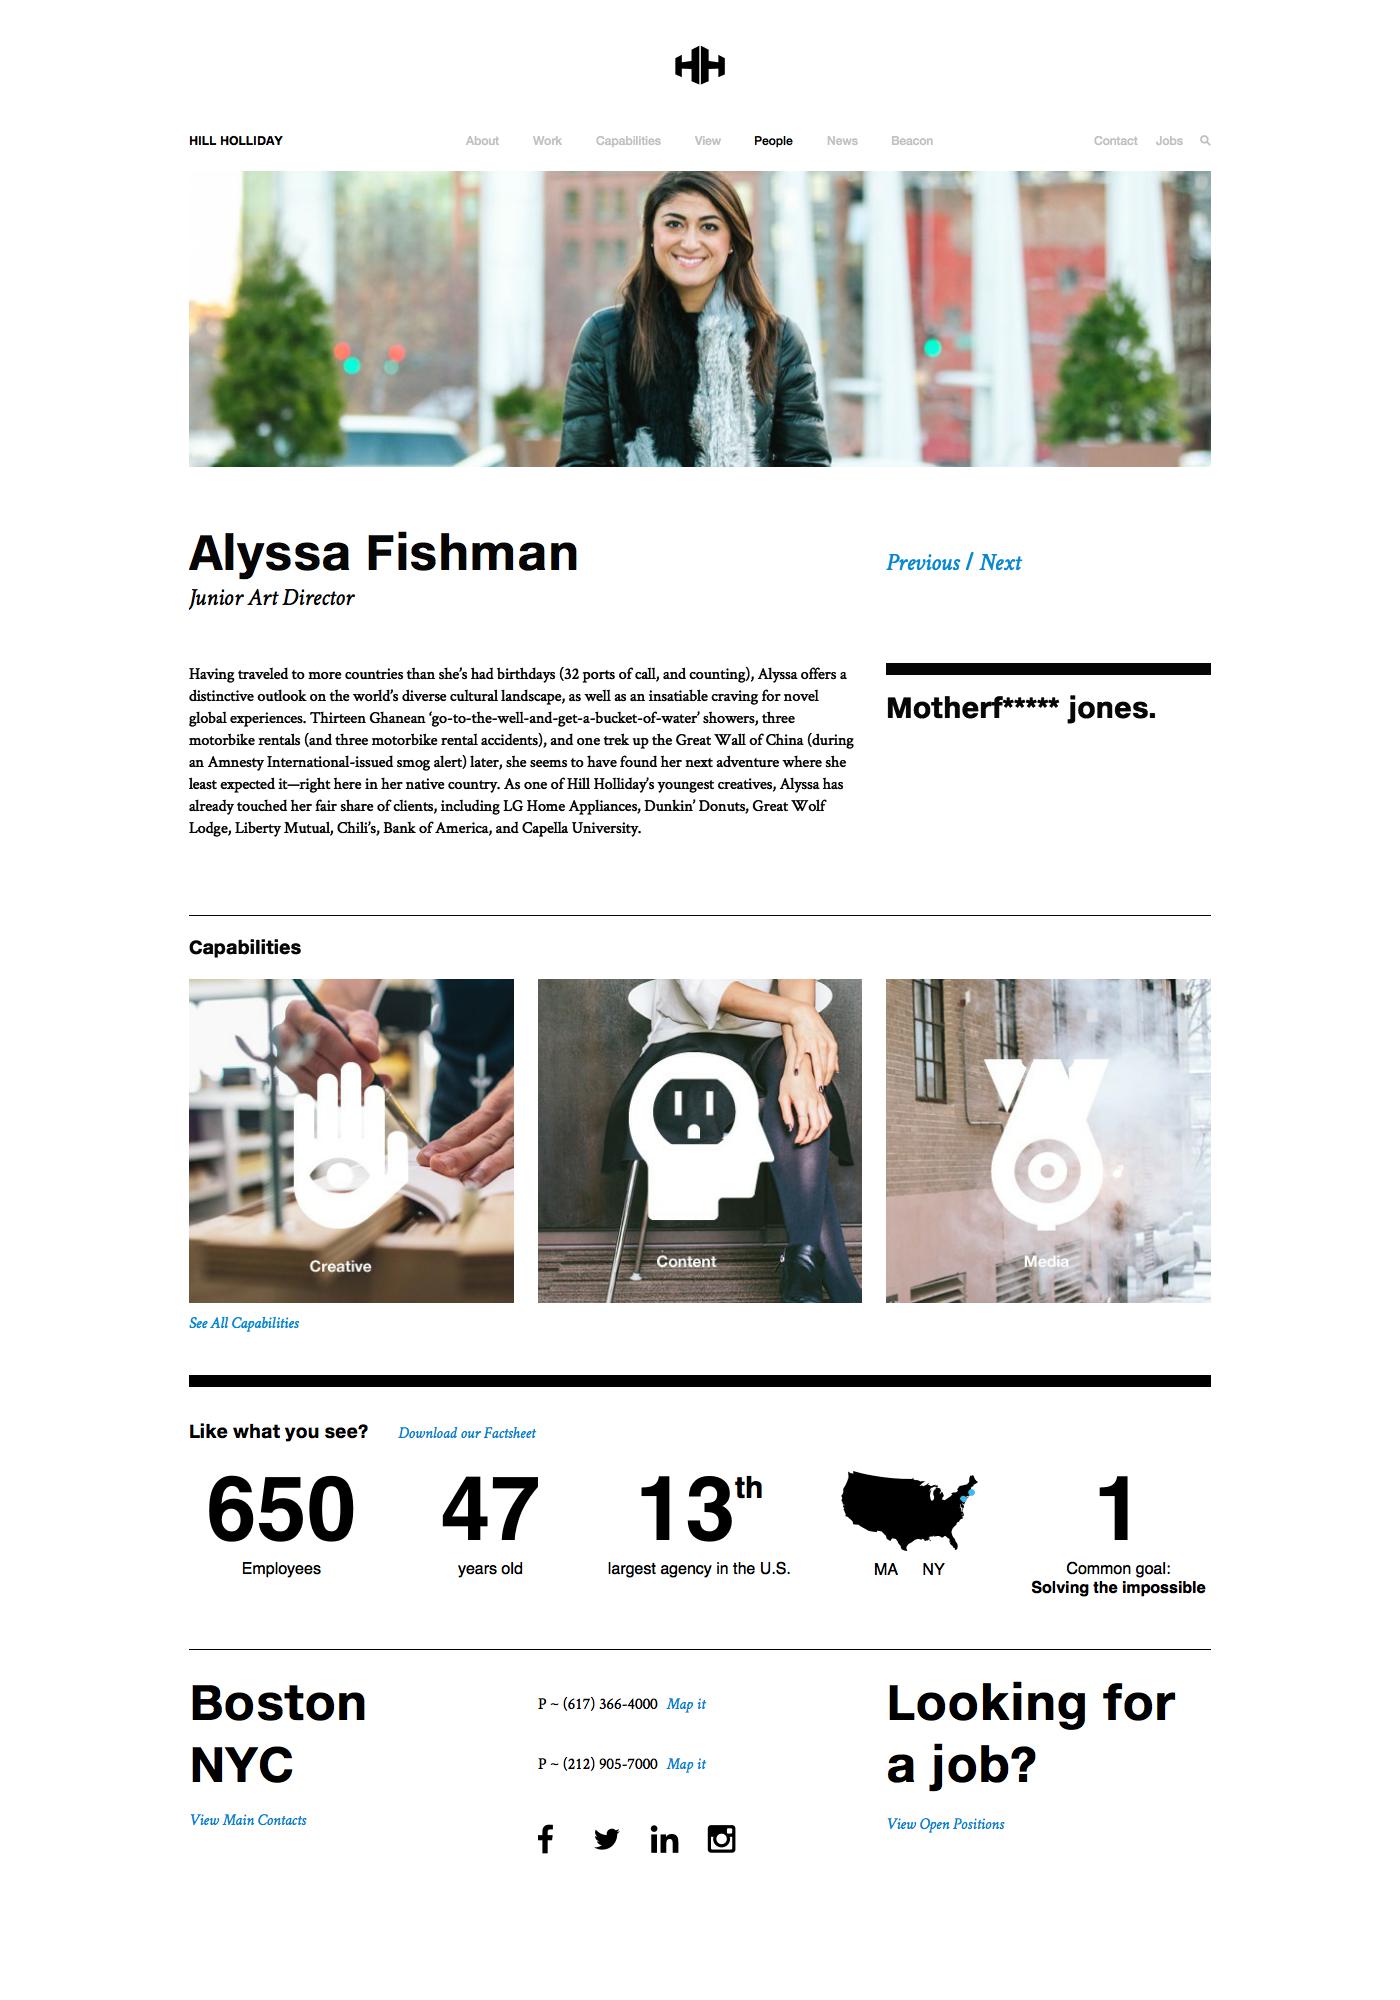 HILL HOLLIDAY
About Work Capabilities View People News Beacon
Contact Jobs
Alyssa Fishman
Junior Art Director
Previous / Next
Having traveled to more countries than she's had birthdays (32 ports of call, and counting), Alyssa offers a
distinctive outlook on the world's diverse cultural landscape, as well as an insatiable craving for novel
global experiences. Thirteen Ghanean ‘go-to-the-well-and-get-a-bucket-of-water’ showers, three
motorbike rentals (and three motorbike rental accidents), and one trek up the Great Wall of China (during
an Amnesty International-issued smog alert) later, she seems to have found her next adventure where she
least expected it—right here in her native country. As one of Hill Holliday’s youngest creatives, Alyssa has
already touched her fair share of clients, including LG Home Appliances, Dunkin’ Donuts, Great Wolf
Lodge, Liberty Mutual, Chili’s, Bank of America, and Capella University.
Motherf***** jones.
Capabilities
Creative
Content
Media
See All Capabilities
Like what you see? Download our Factsheet
650
Employees
47
years old
13th
largest agency in the U.S.
MA NY
1
Common goal:
Solving the impossible
Boston
NYC
View Main Contacts
P ~ (617) 366-4000 Map it
P ~ (212) 905-7000 Map it
Looking for
a job?
View Open Positions